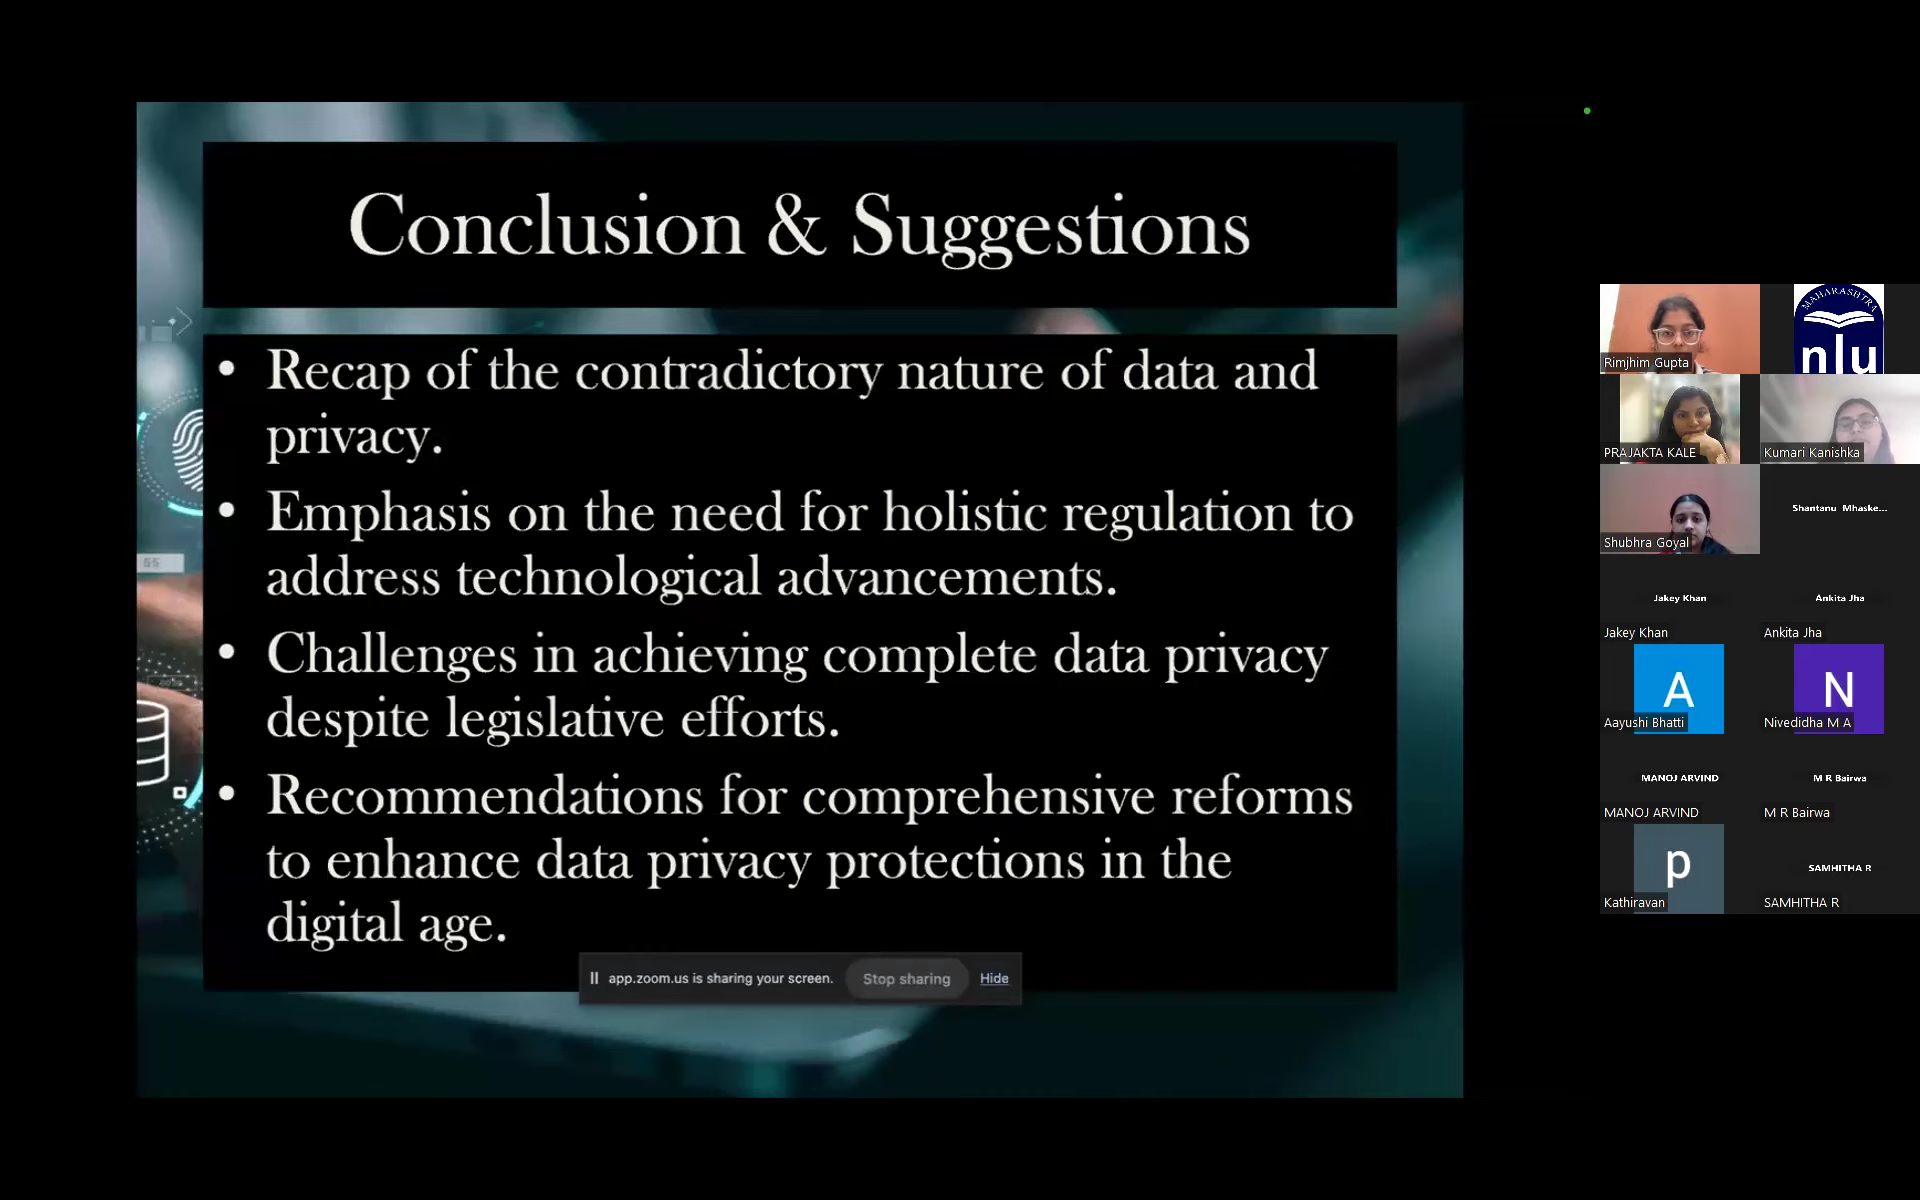 Conclusion & Suggestions
• Recap of the contradictory nature of data and
privacy.
• Emphasis on the need for holistic regulation to
address technological advancements.
• Challenges in achieving complete data privacy
despite legislative efforts.
• Recommendations for comprehensive reforms
to enhance data privacy protections in the
digital age.
55
app.zoom.us is sharing your screen. Stop sharing Hide
Rimjhim Gupta
MAHARASHTRA
nlu
PRAJAKTA KALE
Kumari Kanishka
Shubhra Goyal
Shantanu Mhaske...
Jakey Khan
Jakey Khan
Ankita Jha
Ankita Jha
A
Aayushi Bhatti
N
Nivedidha M A
MANOJ ARVIND
MANOJ ARVIND
M R Bairwa
M R Bairwa
p
Kathiravan
SAMHITHA R
SAMHITHA R